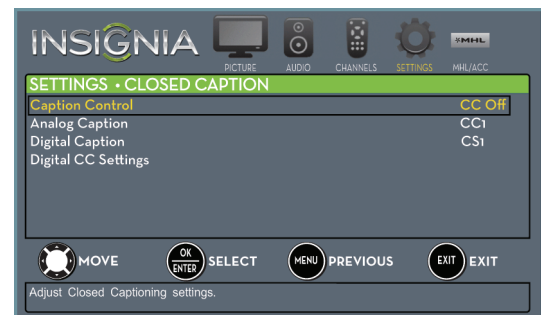 INSIGNIA
MHL
PICTURE AUDIO CHANNELS SETTINGS MHL/ACC
SETTINGS • CLOSED CAPTION
Caption Control CC Off
Analog Caption CC1
Digital Caption CS1
Digital CC Settings
MOVE OK ENTER SELECT MENU PREVIOUS EXIT EXIT
Adjust Closed Captioning settings.